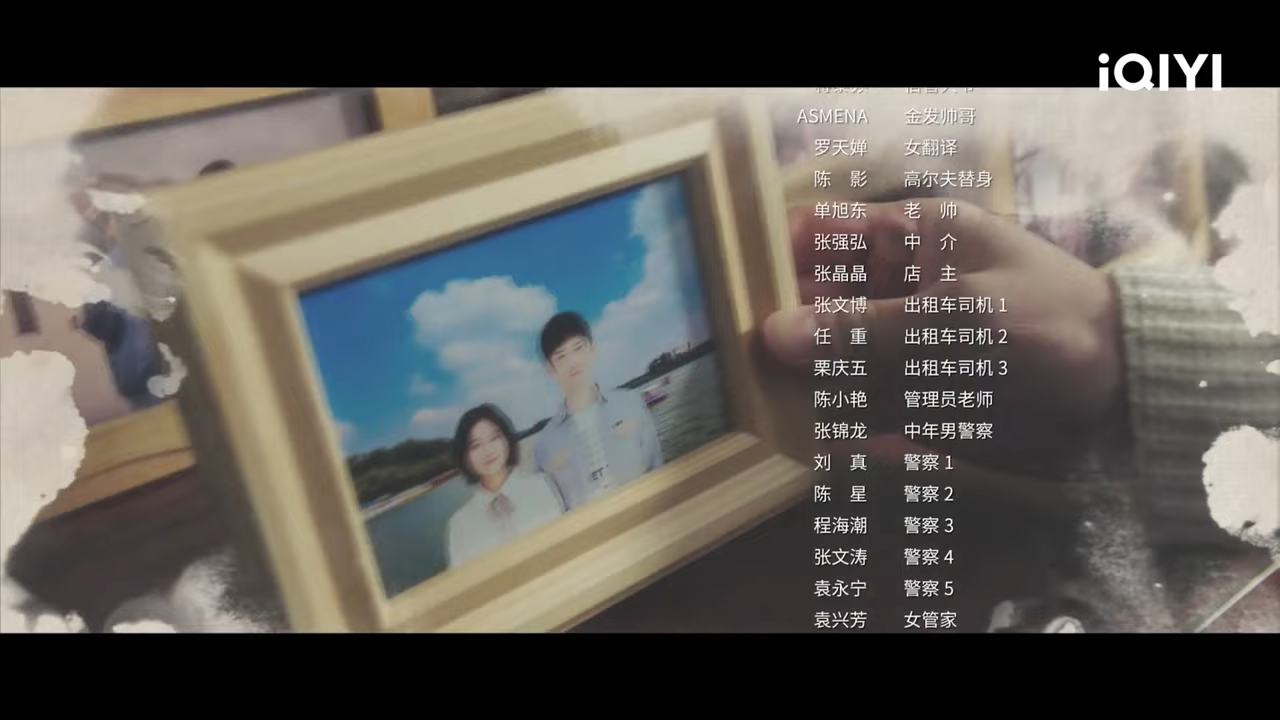 iQIYI
ASMENA 金发帅哥
罗天婵 女翻译
陈 影 高尔夫替身
单旭东 老 帅
张强弘 中 介
张晶晶 店 主
张文博 出租车司机 1
任 重 出租车司机 2
栗庆五 出租车司机 3
陈小艳 管理员老师
张锦龙 中年男警察
刘 真 警察 1
陈 星 警察 2
程海潮 警察 3
张文涛 警察 4
袁永宁 警察 5
袁兴芳 女管家